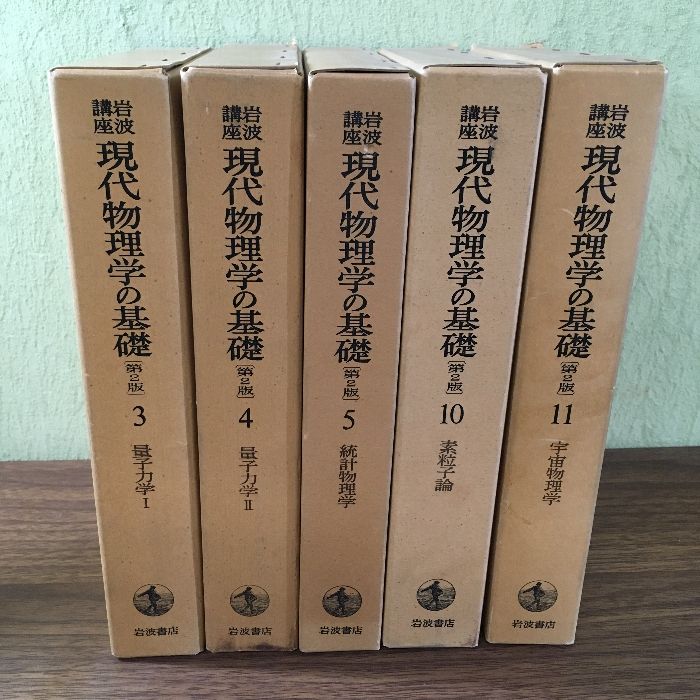 岩波講座
現代物理学の基礎
〔第2版〕
3
量子力学 I
岩波書店
岩波講座
現代物理学の基礎
〔第2版〕
4
量子力学 II
岩波書店
岩波講座
現代物理学の基礎
〔第2版〕
5
統計物理学
岩波書店
岩波講座
現代物理学の基礎
〔第2版〕
10
素粒子論
岩波書店
岩波講座
現代物理学の基礎
〔第2版〕
11
宇宙物理学
岩波書店